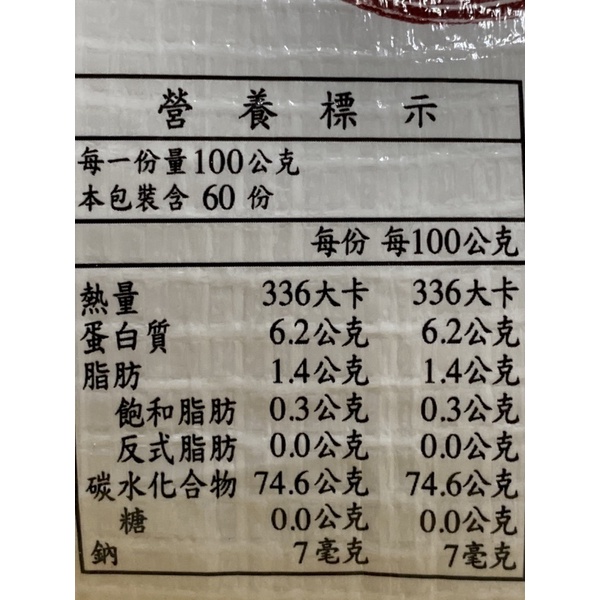 營養標示
每一份量100公克
本包裝含 60 份
每份 每100公克
熱量 336大卡 336大卡
蛋白質 6.2公克 6.2公克
脂肪 1.4公克 1.4公克
飽和脂肪 0.3公克 0.3公克
反式脂肪 0.0公克 0.0公克
碳水化合物 74.6公克 74.6公克
糖 0.0公克 0.0公克
鈉 7毫克 7毫克